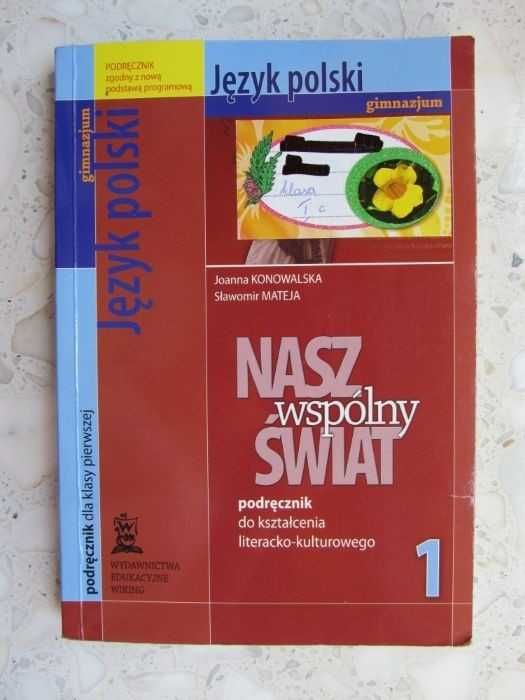 PODRĘCZNIK
zgodny z nową
podstawą programową
Język polski
gimnazjum
klasa
I c
Joanna KONOWALSKA
Sławomir MATEJA
NASZ
wspólny
ŚWIAT
podręcznik
do kształcenia
literacko-kulturowego
1
gimnazjum
Język polski
podręcznik dla klasy pierwszej
W
WYDAWNICTWA
EDUKACYJNE
WIKING